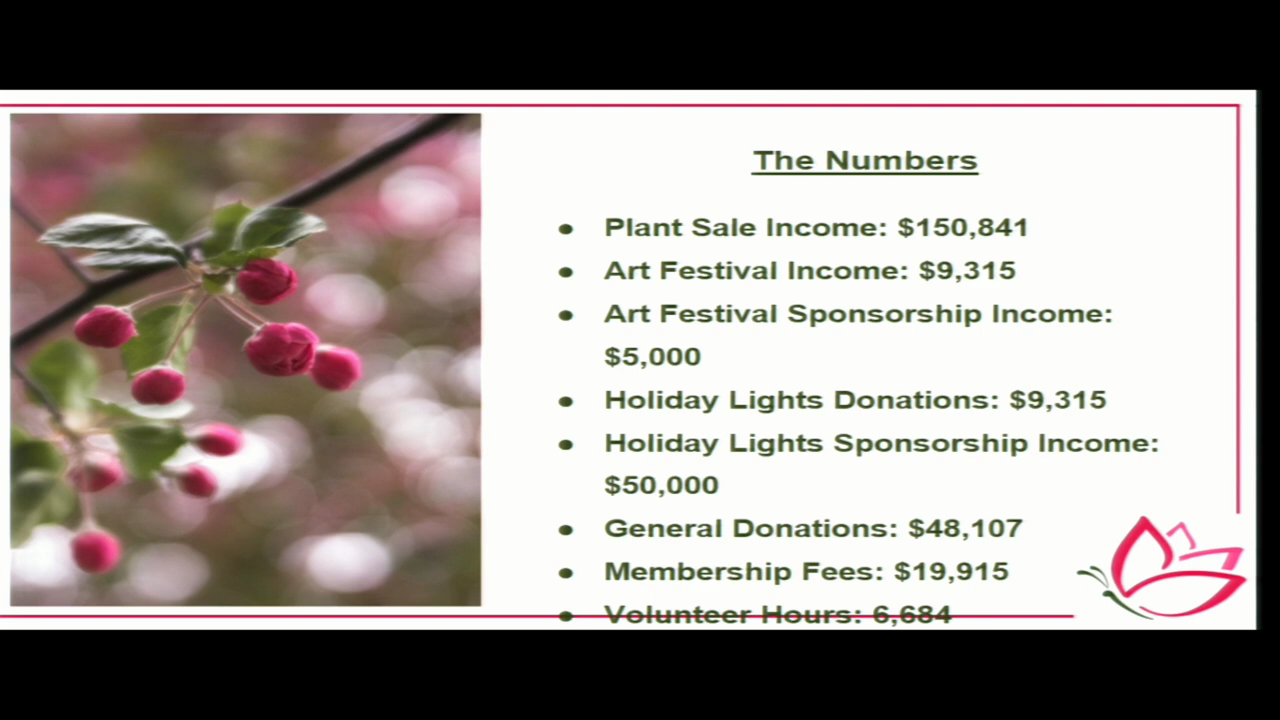 The Numbers
● Plant Sale Income: $150,841
● Art Festival Income: $9,315
● Art Festival Sponsorship Income:
$5,000
● Holiday Lights Donations: $9,315
● Holiday Lights Sponsorship Income:
$50,000
● General Donations: $48,107
● Membership Fees: $19,915
● Volunteer Hours: 6,684